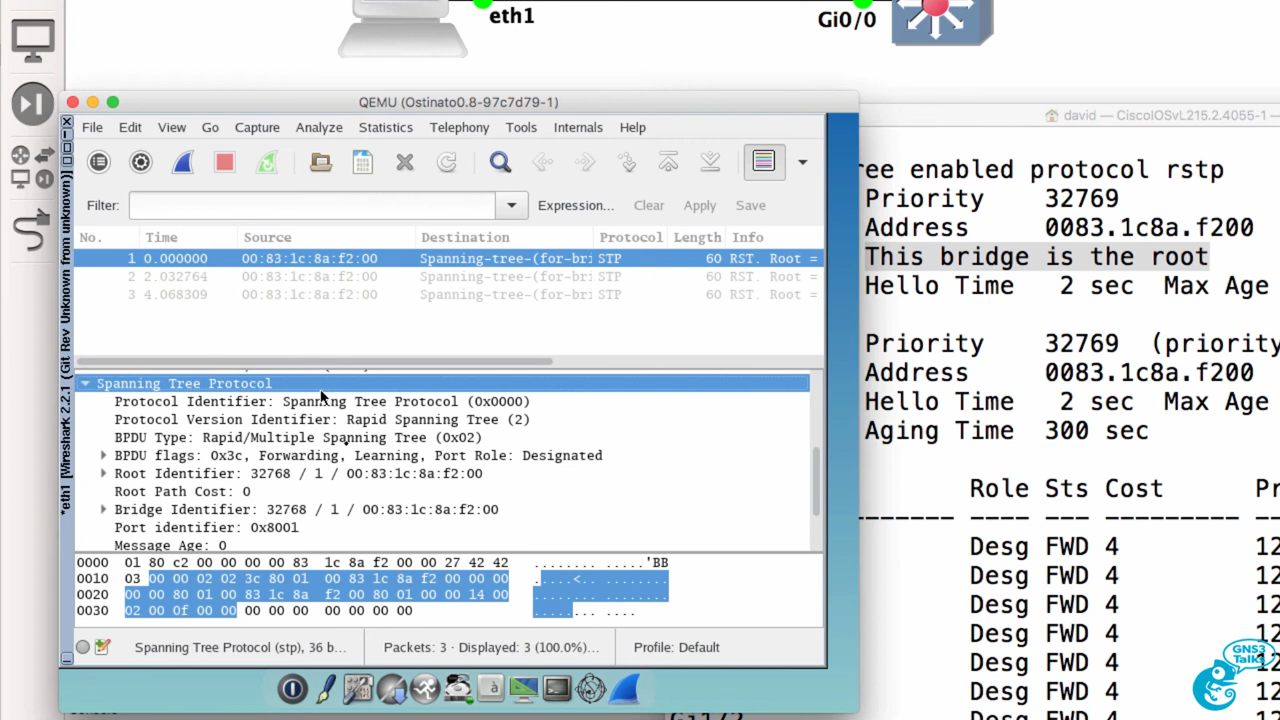 eth1
Gi0/0
QEMU (Ostinato0.8-97c7d79-1)
david — CiscoIOSvL215.2.4055-1 —
File Edit View Go Capture Analyze Statistics Telephony Tools Internals Help
Filter: Expression... Clear Apply Save
No. Time Source Destination Protocol Length Info
1 0.000000 00:83:1c:8a:f2:00 Spanning-tree-(for-bri STP 60 RST. Root =
2 2.032764 00:83:1c:8a:f2:00 Spanning-tree-(for-bri STP 60 RST. Root =
3 4.068309 00:83:1c:8a:f2:00 Spanning-tree-(for-bri STP 60 RST. Root =
*eth1 [Wireshark 2.2.1 (Git Rev Unknown from unknown)]
Spanning Tree Protocol
Protocol Identifier: Spanning Tree Protocol (0x0000)
Protocol Version Identifier: Rapid Spanning Tree (2)
BPDU Type: Rapid/Multiple Spanning Tree (0x02)
BPDU flags: 0x3c, Forwarding, Learning, Port Role: Designated
Root Identifier: 32768 / 1 / 00:83:1c:8a:f2:00
Root Path Cost: 0
Bridge Identifier: 32768 / 1 / 00:83:1c:8a:f2:00
Port identifier: 0x8001
Message Age: 0
0000 01 80 c2 00 00 00 00 83 1c 8a f2 00 00 27 42 42 ........ .....'BB
0010 03 00 00 02 02 3c 80 01 00 83 1c 8a f2 00 00 00 .....<.. ........
0020 00 00 80 01 00 83 1c 8a f2 00 80 01 00 00 14 00 ........ ........
0030 02 00 0f 00 00 00 00 00 00 00 00 00 ........ ....
Spanning Tree Protocol (stp), 36 b... Packets: 3 · Displayed: 3 (100.0%)... Profile: Default
ree enabled protocol rstp
Priority 32769
Address 0083.1c8a.f200
This bridge is the root
Hello Time 2 sec Max Age
Priority 32769 (priority
Address 0083.1c8a.f200
Hello Time 2 sec Max Age
Aging Time 300 sec
Role Sts Cost Pr
------- ---- --- --------- --
Desg FWD 4 12
Desg FWD 4 12
Desg FWD 4 12
Desg FWD 4 12
Desg FWD 4 12
Desg FWD 4 12
12
GNS3
Talks